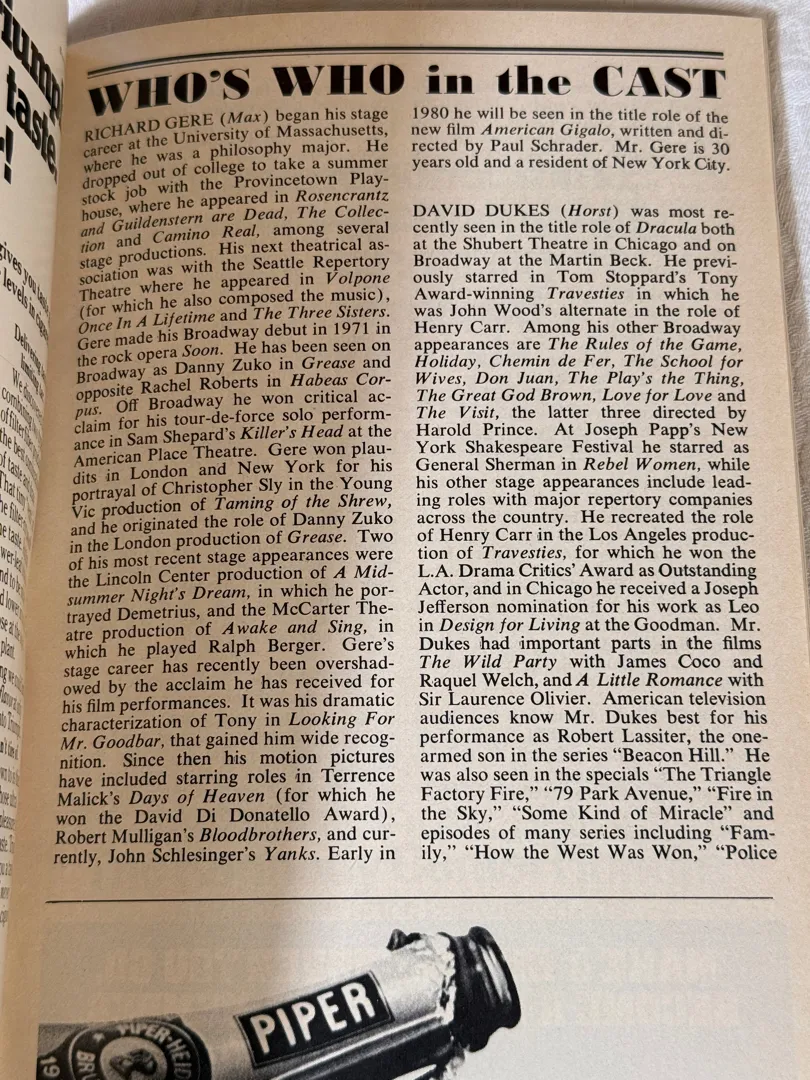 iump
taste.
r!
gives you taste
levels in cigare
WHO'S WHO in the CAST
RICHARD GERE (Max) began his stage
career at the University of Massachusetts,
where he was a philosophy major. He
dropped out of college to take a summer
stock job with the Provincetown Play-
house, where he appeared in Rosencrantz
and Guildenstern are Dead, The Collec-
tion and Camino Real, among several
stage productions. His next theatrical as-
sociation was with the Seattle Repertory
Theatre where he appeared in Volpone
(for which he also composed the music),
Once In A Lifetime and The Three Sisters.
Gere made his Broadway debut in 1971 in
the rock opera Soon. He has been seen on
Broadway as Danny Zuko in Grease and
opposite Rachel Roberts in Habeas Cor-
pus. Off Broadway he won critical ac-
claim for his tour-de-force solo perform-
ance in Sam Shepard's Killer's Head at the
American Place Theatre. Gere won plau-
dits in London and New York for his
portrayal of Christopher Sly in the Young
Vic production of Taming of the Shrew,
and he originated the role of Danny Zuko
in the London production of Grease. Two
of his most recent stage appearances were
the Lincoln Center production of A Mid-
summer Night's Dream, in which he por-
trayed Demetrius, and the McCarter The-
atre production of Awake and Sing, in
which he played Ralph Berger. Gere's
stage career has recently been overshad-
owed by the acclaim he has received for
his film performances. It was his dramatic
characterization of Tony in Looking For
Mr. Goodbar, that gained him wide recog-
nition. Since then his motion pictures
have included starring roles in Terrence
Malick's Days of Heaven (for which he
won the David Di Donatello Award),
Robert Mulligan's Bloodbrothers, and cur-
rently, John Schlesinger's Yanks. Early in
1980 he will be seen in the title role of the
new film American Gigalo, written and di-
rected by Paul Schrader. Mr. Gere is 30
years old and a resident of New York City.
DAVID DUKES (Horst) was most re-
cently seen in the title role of Dracula both
at the Shubert Theatre in Chicago and on
Broadway at the Martin Beck. He previ-
ously starred in Tom Stoppard's Tony
Award-winning Travesties in which he
was John Wood's alternate in the role of
Henry Carr. Among his other Broadway
appearances are The Rules of the Game,
Holiday, Chemin de Fer, The School for
Wives, Don Juan, The Play's the Thing,
The Great God Brown, Love for Love and
The Visit, the latter three directed by
Harold Prince. At Joseph Papp's New
York Shakespeare Festival he starred as
General Sherman in Rebel Women, while
his other stage appearances include lead-
ing roles with major repertory companies
across the country. He recreated the role
of Henry Carr in the Los Angeles produc-
tion of Travesties, for which he won the
L.A. Drama Critics' Award as Outstanding
Actor, and in Chicago he received a Joseph
Jefferson nomination for his work as Leo
in Design for Living at the Goodman. Mr.
Dukes had important parts in the films
The Wild Party with James Coco and
Raquel Welch, and A Little Romance with
Sir Laurence Olivier. American television
audiences know Mr. Dukes best for his
performance as Robert Lassiter, the one-
armed son in the series "Beacon Hill." He
was also seen in the specials "The Triangle
Factory Fire," "79 Park Avenue," "Fire in
the Sky," "Some Kind of Miracle" and
episodes of many series including "Fam-
ily," "How the West Was Won," "Police
PIPER
PIPER-HEID
19